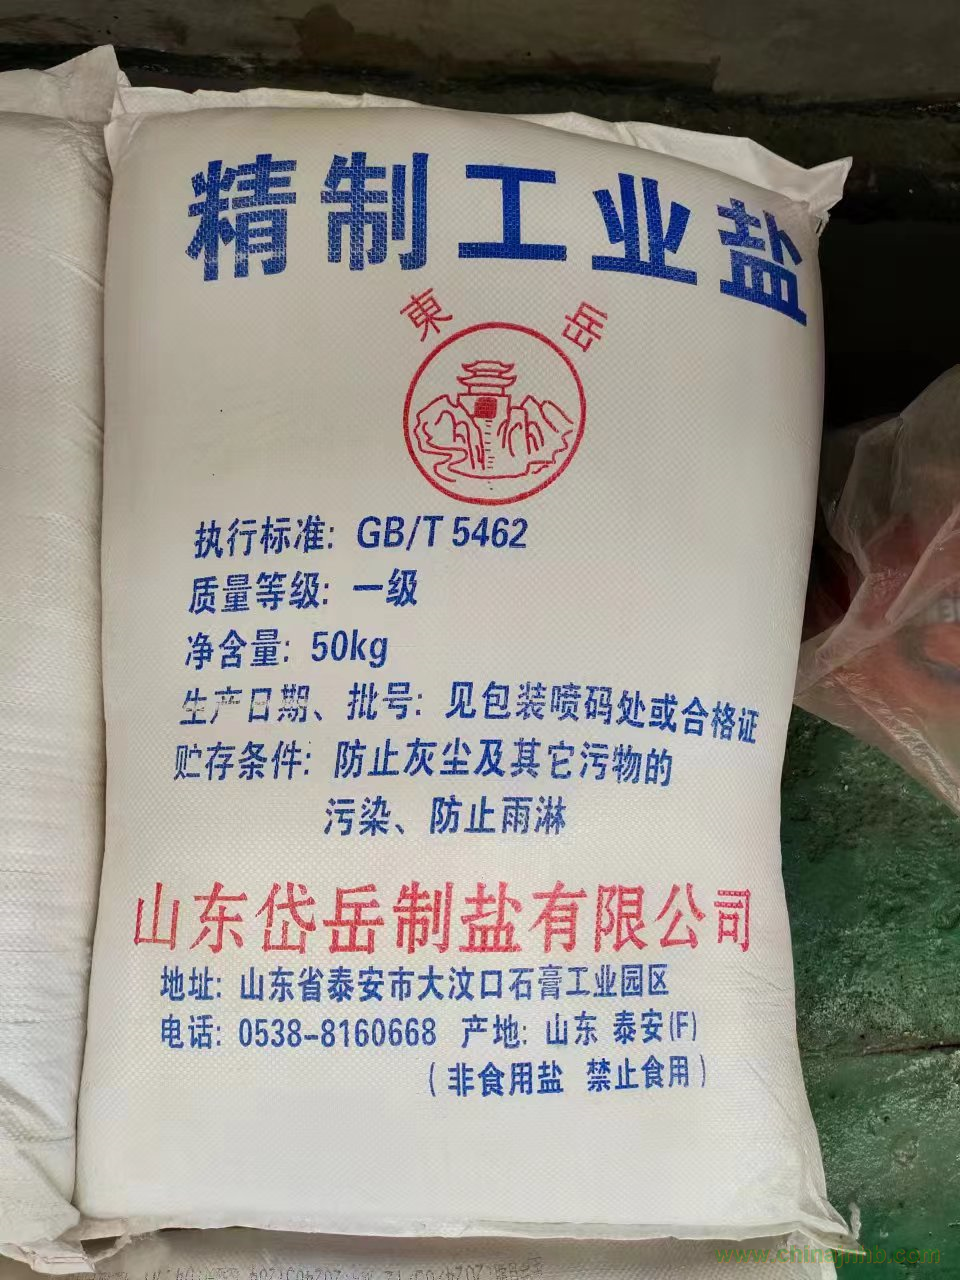 精制工业盐
東岳
执行标准: GB/T 5462
质量等级: 一级
净含量: 50kg
生产日期、批号: 见包装喷码处或合格证
贮存条件: 防止灰尘及其它污物的
污染、防止雨淋
山东岱岳制盐有限公司
地址: 山东省泰安市大汶口石膏工业园区
电话: 0538-8160668 产地: 山东 泰安(F)
(非食用盐 禁止食用)